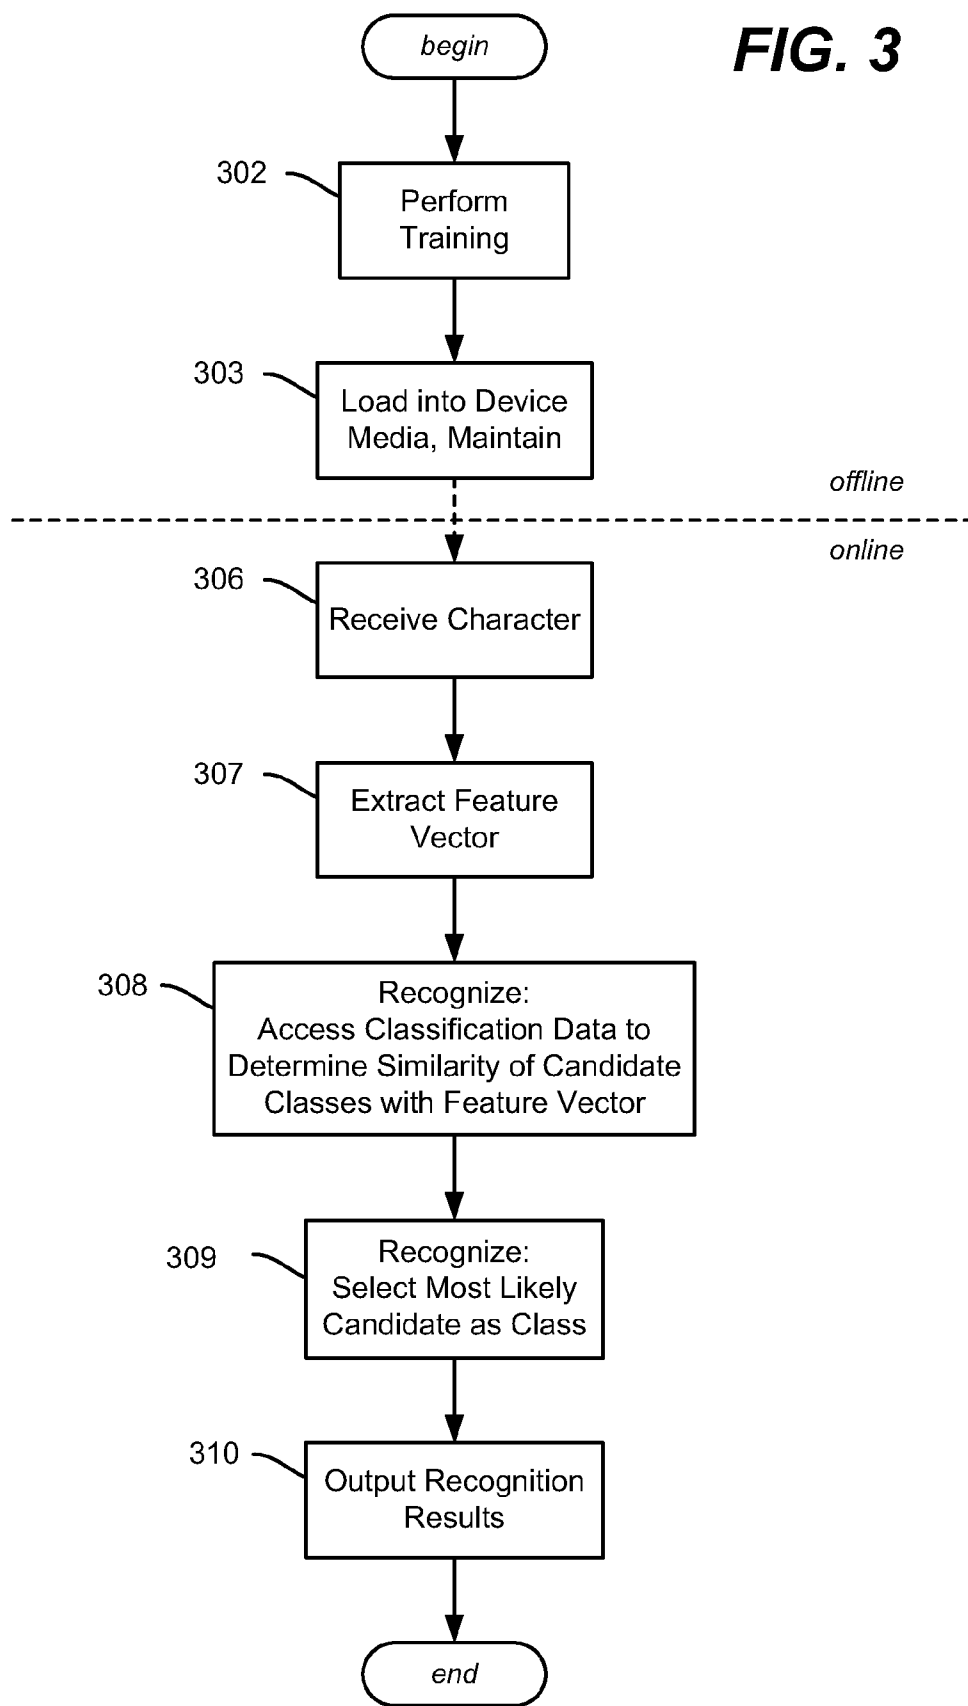 begin
FIG. 3
302
Perform
Training
303
Load into Device
Media, Maintain
offline
online
306
Receive Character
307
Extract Feature
Vector
308
Recognize:
Access Classification Data to
Determine Similarity of Candidate
Classes with Feature Vector
309
Recognize:
Select Most Likely
Candidate as Class
310
Output Recognition
Results
end